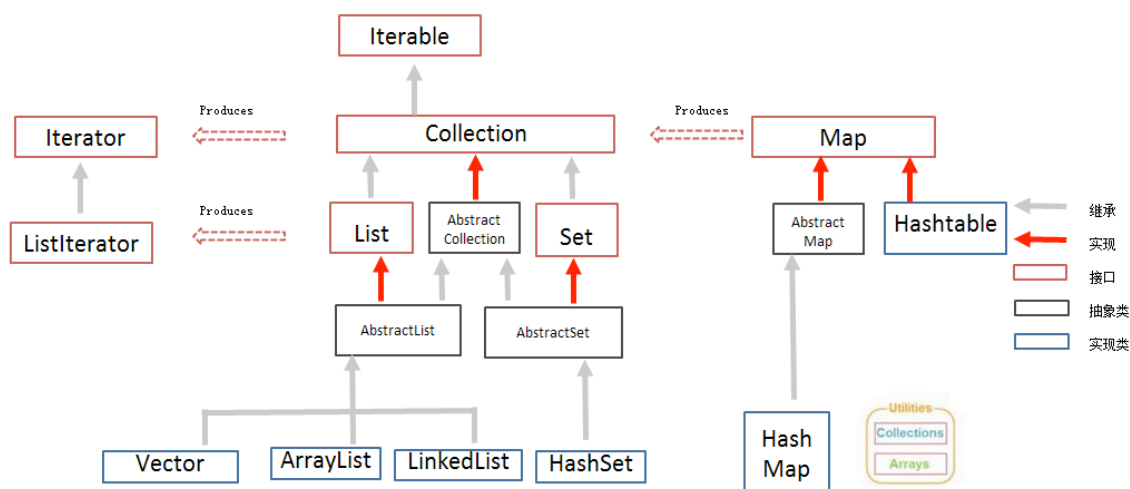 Iterable
Produces
Produces
Iterator
Collection
Map
Produces
ListIterator
List
Abstract
Collection
Set
Abstract
Map
Hashtable
继承
实现
接口
抽象类
实现类
AbstractList
AbstractSet
Vector
ArrayList
LinkedList
HashSet
Hash
Map
Utilities
Collections
Arrays